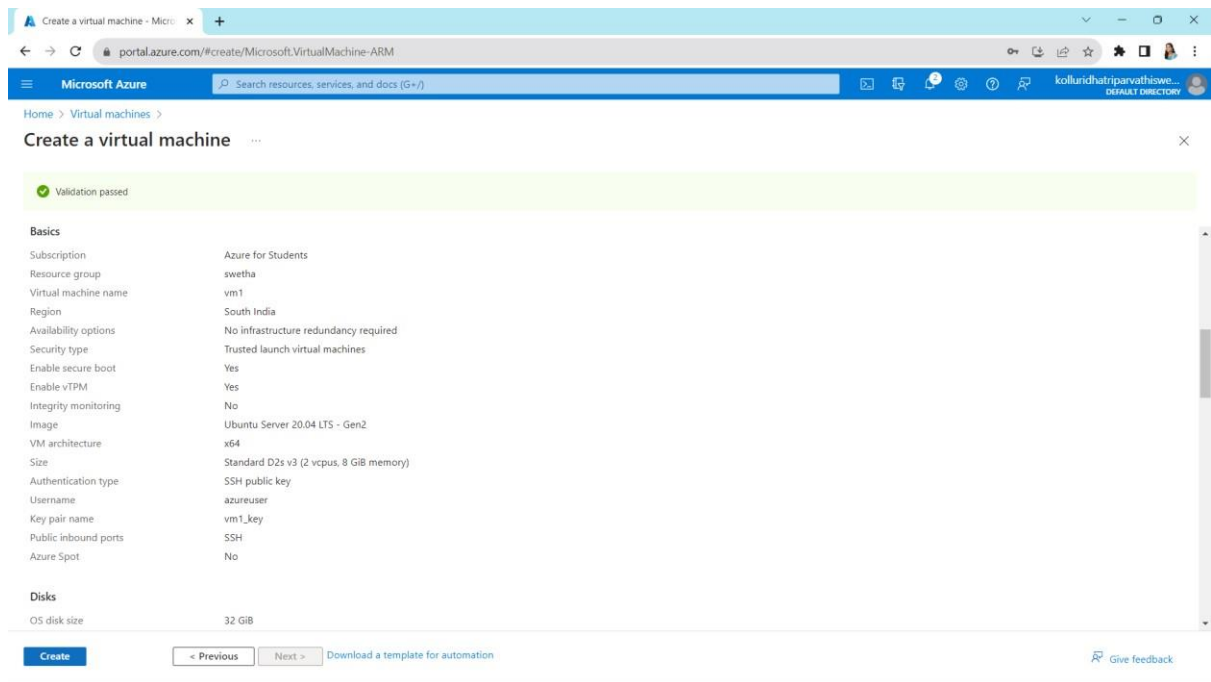 Create a virtual machine - Micro
portal.azure.com/#create/Microsoft.VirtualMachine-ARM
Microsoft Azure
Search resources, services, and docs (G+/)
2
kolluridhatriparvathiswe...
DEFAULT DIRECTORY
Home > Virtual machines >
Create a virtual machine ...
Validation passed
Basics
Subscription Azure for Students
Resource group swetha
Virtual machine name vm1
Region South India
Availability options No infrastructure redundancy required
Security type Trusted launch virtual machines
Enable secure boot Yes
Enable vTPM Yes
Integrity monitoring No
Image Ubuntu Server 20.04 LTS - Gen2
VM architecture x64
Size Standard D2s v3 (2 vcpus, 8 GiB memory)
Authentication type SSH public key
Username azureuser
Key pair name vm1_key
Public inbound ports SSH
Azure Spot No
Disks
OS disk size 32 GiB
Create < Previous Next > Download a template for automation Give feedback